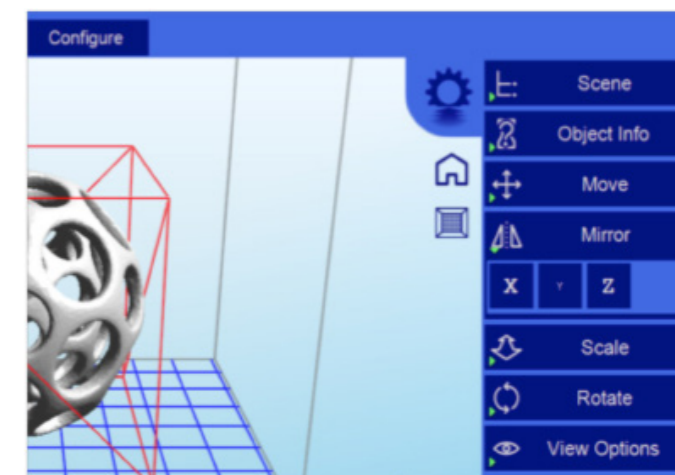 Configure
Scene
Object Info
Move
Mirror
X Y Z
Scale
Rotate
View Options